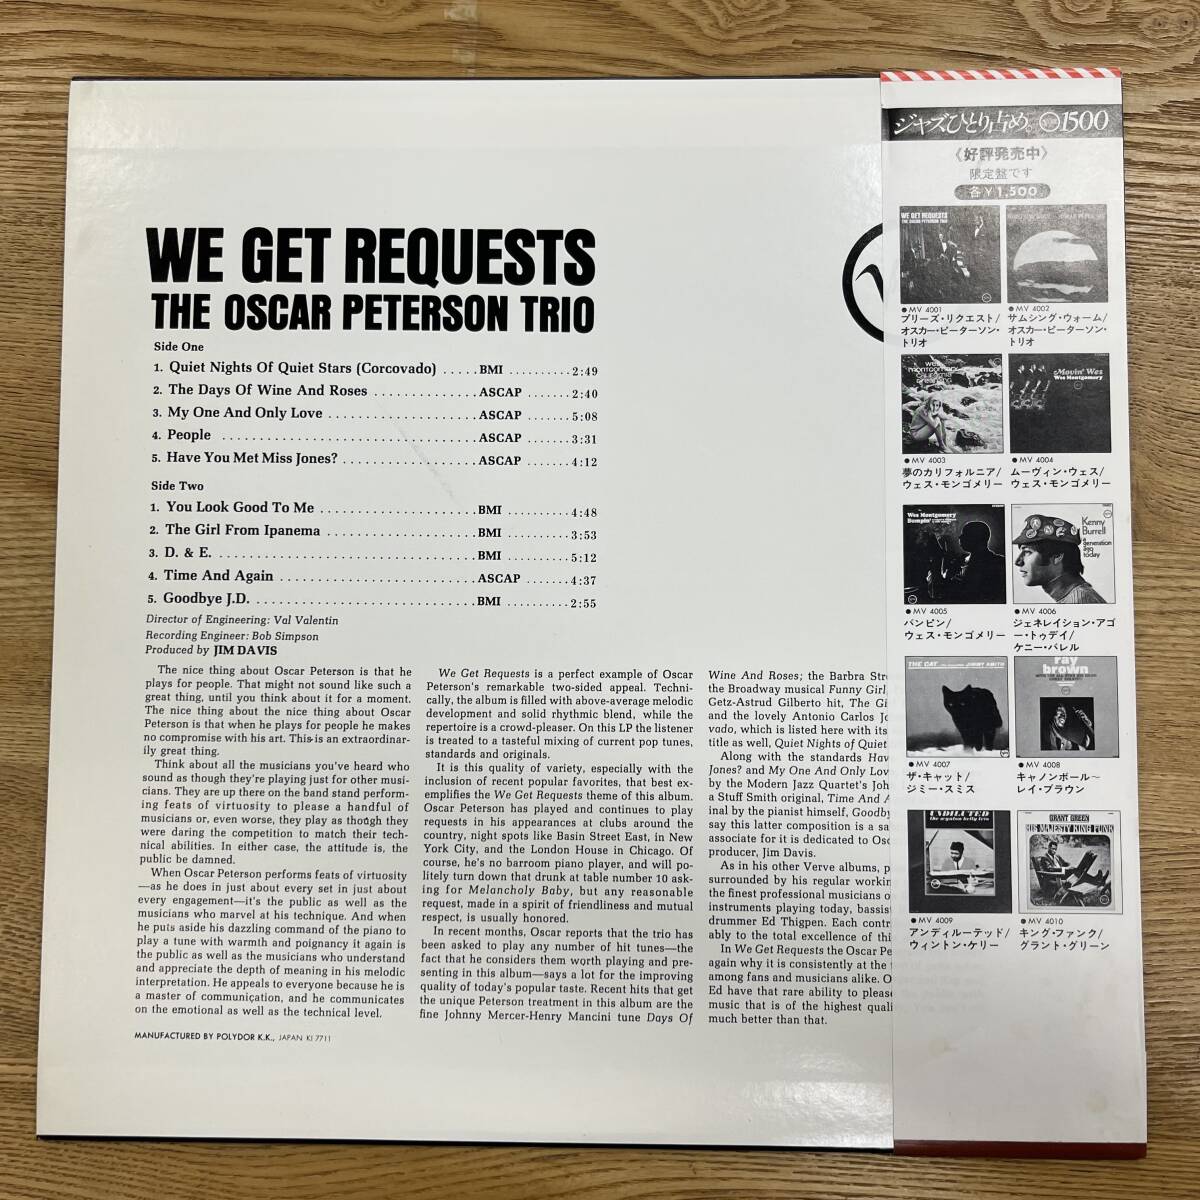 WE GET REQUESTS
THE OSCAR PETERSON TRIO
Side One
1. Quiet Nights Of Quiet Stars (Corcovado) ..... BMI ..........2:49
2. The Days Of Wine And Roses ..............ASCAP .......2:40
3. My One And Only Love ....................ASCAP .......5:08
4. People ..................................ASCAP .......3:31
5. Have You Met Miss Jones? ..................ASCAP .......4:12
Side Two
1. You Look Good To Me .....................BMI .........4:48
2. The Girl From Ipanema ....................BMI .........3:53
3. D. & E. ..................................BMI .........5:12
4. Time And Again ..........................ASCAP .......4:37
5. Goodbye J.D. .............................BMI ..........2:55
Director of Engineering: Val Valentin
Recording Engineer: Bob Simpson
Produced by JIM DAVIS
The nice thing about Oscar Peterson is that he
plays for people. That might not sound like such a
great thing, until you think about it for a moment.
The nice thing about the nice thing about Oscar
Peterson is that when he plays for people he makes
no compromise with his art. This is an extraordinar-
ily great thing.
Think about all the musicians you've heard who
sound as though they're playing just for other musi-
cians. They are up there on the band stand perform-
ing feats of virtuosity to please a handful of
musicians or, even worse, they play as though they
were daring the competition to match their tech-
nical abilities. In either case, the attitude is, the
public be damned.
When Oscar Peterson performs feats of virtuosity
—as he does in just about every set in just about
every engagement—it's the public as well as the
musicians who marvel at his technique. And when
he puts aside his dazzling command of the piano to
play a tune with warmth and poignancy it again is
the public as well as the musicians who understand
and appreciate the depth of meaning in his melodic
interpretation. He appeals to everyone because he is
a master of communication, and he communicates
on the emotional as well as the technical level.
We Get Requests is a perfect example of Oscar
Peterson's remarkable two-sided appeal. Techni-
cally, the album is filled with above-average melodic
development and solid rhythmic blend, while the
repertoire is a crowd-pleaser. On this LP the listener
is treated to a tasteful mixing of current pop tunes,
standards and originals.
It is this quality of variety, especially with the
inclusion of recent popular favorites, that best ex-
emplifies the We Get Requests theme of this album.
Oscar Peterson has played and continues to play
requests in his appearances at clubs around the
country, night spots like Basin Street East, in New
York City, and the London House in Chicago. Of
course, he's no barroom piano player, and will po-
litely turn down that drunk at table number 10 ask-
ing for Melancholy Baby, but any reasonable
request, made in a spirit of friendliness and mutual
respect, is usually honored.
In recent months, Oscar reports that the trio has
been asked to play any number of hit tunes—the
fact that he considers them worth playing and pre-
senting in this album—says a lot for the improving
quality of today's popular taste. Recent hits that get
the unique Peterson treatment in this album are the
fine Johnny Mercer-Henry Mancini tune Days Of
Wine And Roses; the Barbra Str
the Broadway musical Funny Girl,
Getz-Astrud Gilberto hit, The Gi
and the lovely Antonio Carlos Jo
vado, which is listed here with its
title as well, Quiet Nights of Quiet
Along with the standards Hav
Jones? and My One And Only Lov
by the Modern Jazz Quartet's Joh
a Stuff Smith original, Time And A
inal by the pianist himself, Goodby
say this latter composition is a sa
associate for it is dedicated to Osc
producer, Jim Davis.
As in his other Verve albums, p
surrounded by his regular workin
the finest professional musicians o
instruments playing today, bassist
drummer Ed Thigpen. Each contr
ably to the total excellence of thi
In We Get Requests the Oscar Pe
again why it is consistently at the
among fans and musicians alike. O
Ed have that rare ability to please
music that is of the highest quali
much better than that.
MANUFACTURED BY POLYDOR K.K., JAPAN KI 7711
ジャズひとり占め。1500
《好評発売中》
限定盤です
各¥1,500
WE GET REQUESTS
THE OSCAR PETERSON TRIO
●MV 4001
プリーズ・リクエスト/
オスカー・ピーターソン・
トリオ
●MV 4002
サムシング・ウォーム/
オスカー・ピーターソン・
トリオ
wes
montgomery
california
dreaming
●MV 4003
夢のカリフォルニア/
ウェス・モンゴメリー
Movin' Wes
Wes Montgomery
●MV 4004
ムーヴィン・ウェス/
ウェス・モンゴメリー
Wes Montgomery
Bumpin'
●MV 4005
バンピン/
ウェス・モンゴメリー
Kenny
Burrell
a
generation
ago
today
●MV 4006
ジェネレイション・アゴ
ー・トゥデイ/
ケニー・バレル
THE CAT
JIMMY SMITH
●MV 4007
ザ・キャット/
ジミー・スミス
ray
brown
●MV 4008
キャノンボール~
レイ・ブラウン
UNDILUTED
the wynton kelly trio
●MV 4009
アンディルーテッド/
ウィントン・ケリー
GRANT GREEN
HIS MAJESTY KING FUNK
●MV 4010
キング・ファンク/
グラント・グリーン